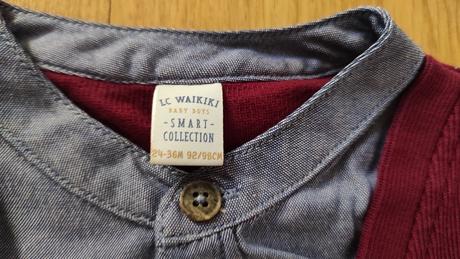 LC WAIKIKI
BABY BOYS
-SMART-
COLLECTION
24-36M 92/98CM